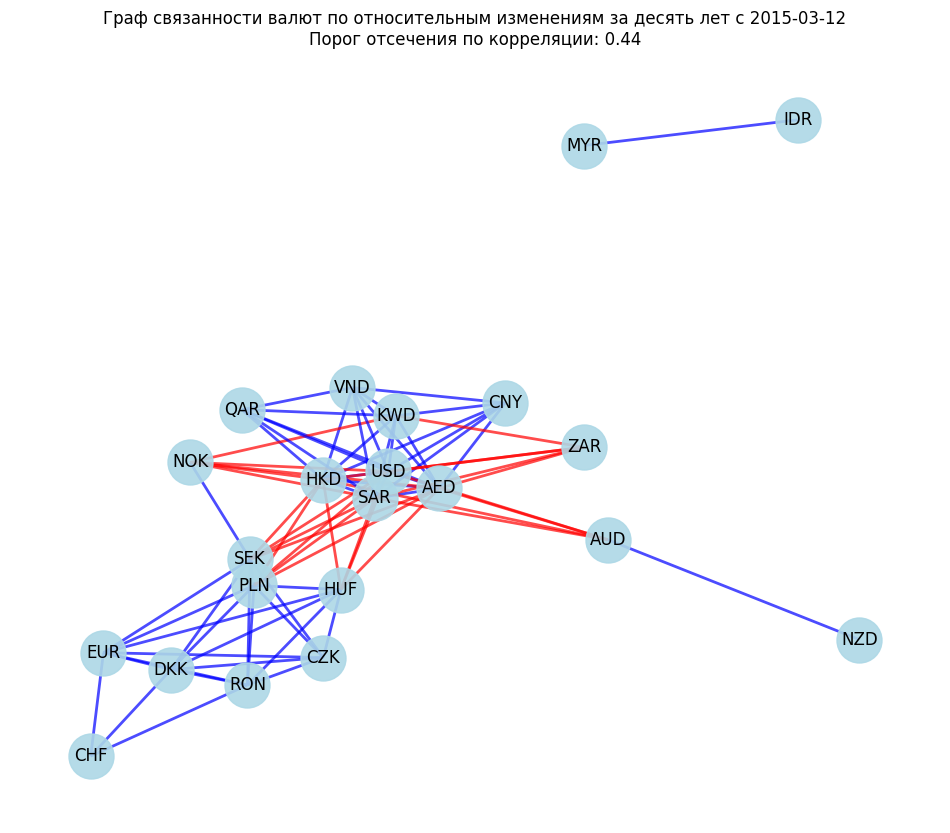 Граф связанности валют по относительным изменениям за десять лет с 2015-03-12
Порог отсечения по корреляции: 0.44
IDR
MYR
VND
CNY
QAR
KWD
ZAR
NOK
USD
HKD
AED
SAR
AUD
SEK
PLN
HUF
NZD
EUR
CZK
DKK
RON
CHF